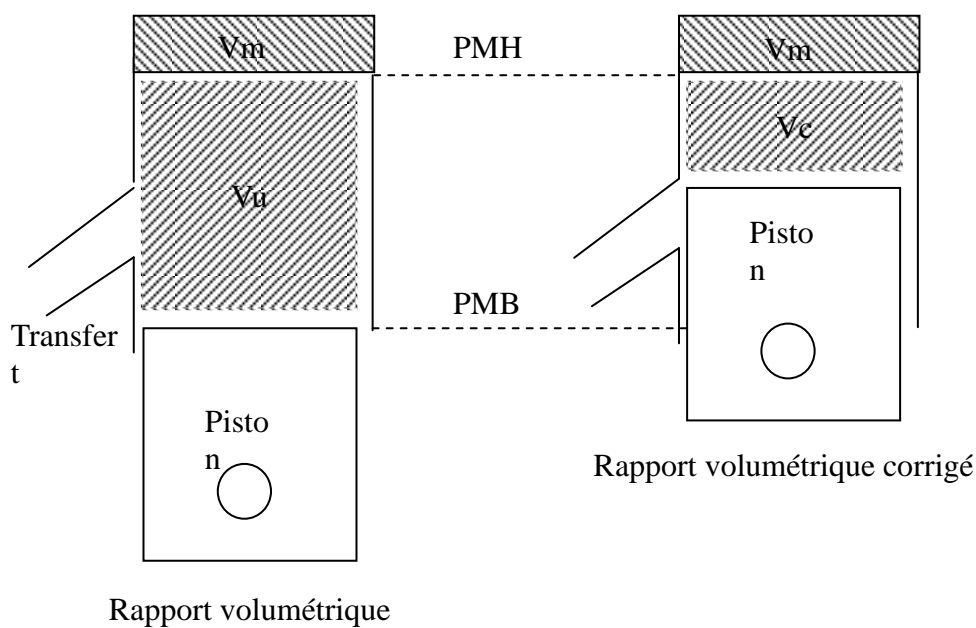 Vm
PMH
Vm
Vc
Vu
Pisto
n
PMB
Transfer
t
Pisto
n
Rapport volumétrique corrigé
Rapport volumétrique